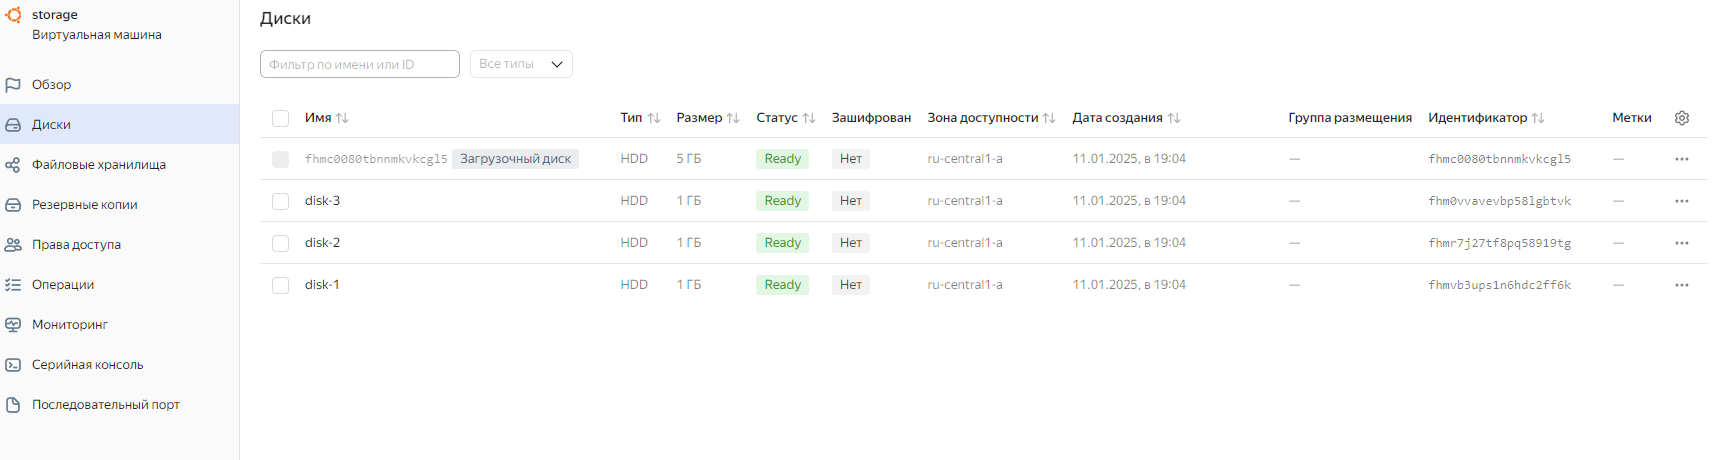 storage
Виртуальная машина
Обзор
Диски
Файловые хранилища
Резервные копии
Права доступа
Операции
Мониторинг
Серийная консоль
Последовательный порт
Диски
Фильтр по имени или ID Все типы
Имя Тип Размер Статус Зашифрован Зона доступности Дата создания Группа размещения Идентификатор Метки
fhmc0080tbnnmkvkcgl5 Загрузочный диск HDD 5 ГБ Ready Нет ru-central1-a 11.01.2025, в 19:04 — fhmc0080tbnnmkvkcgl5 —
disk-3 HDD 1 ГБ Ready Нет ru-central1-a 11.01.2025, в 19:04 — fhm0vvavevbp58lgbtvk —
disk-2 HDD 1 ГБ Ready Нет ru-central1-a 11.01.2025, в 19:04 — fhmr7j27tf8pq58919tg —
disk-1 HDD 1 ГБ Ready Нет ru-central1-a 11.01.2025, в 19:04 — fhmvb3ups1n6hdc2ff6k —